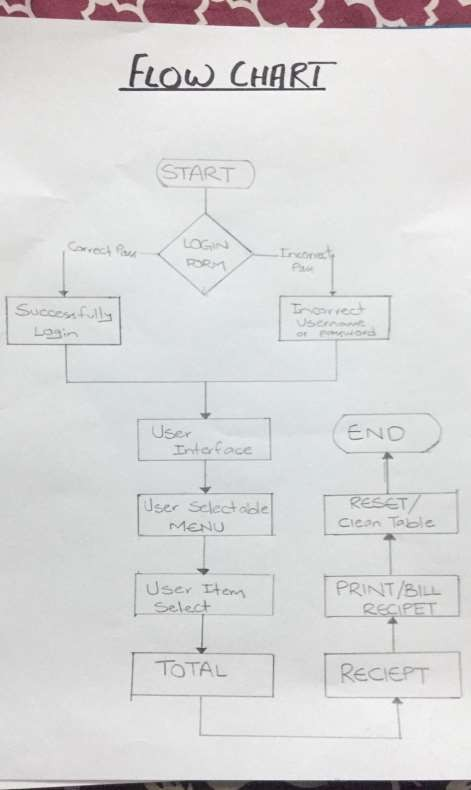 FLOW CHART
START
LOGIN
FORM
Correct Pass
Incorrect
Pass
Successfully
Login
Incorrect
Username
or password
User
Interface
User Selectable
MENU
User Item
Select
TOTAL
RECIEPT
PRINT/BILL
RECIPET
RESET/
Clean Table
END